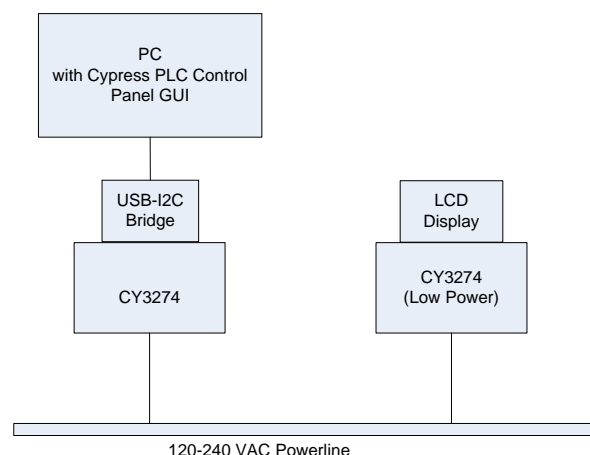 PC
with Cypress PLC Control
Panel GUI
USB-I2C
Bridge
LCD
Display
CY3274
CY3274
(Low Power)
120-240 VAC Powerline